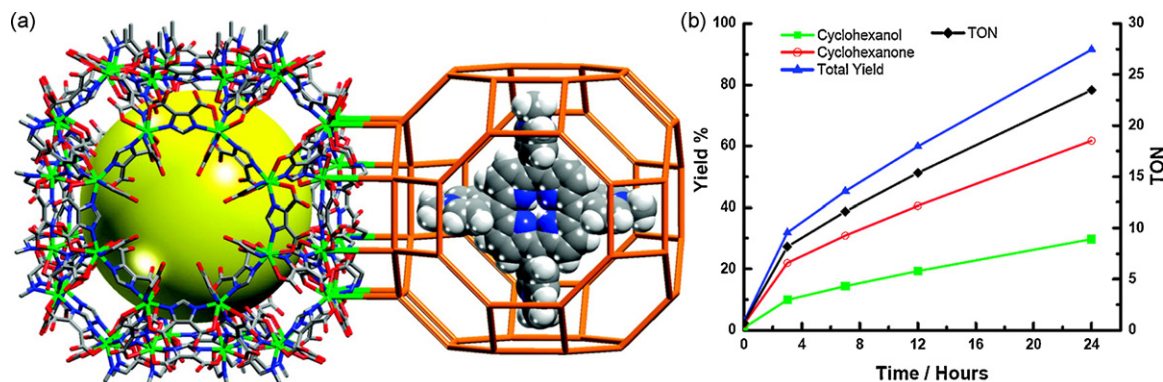 (a)
(b)
Cyclohexanol
Cyclohexanone
Total Yield
TON
Yield %
100
80
60
40
20
0
30
25
20
15
10
5
0
TON
0 4 8 12 16 20 24
Time / Hours